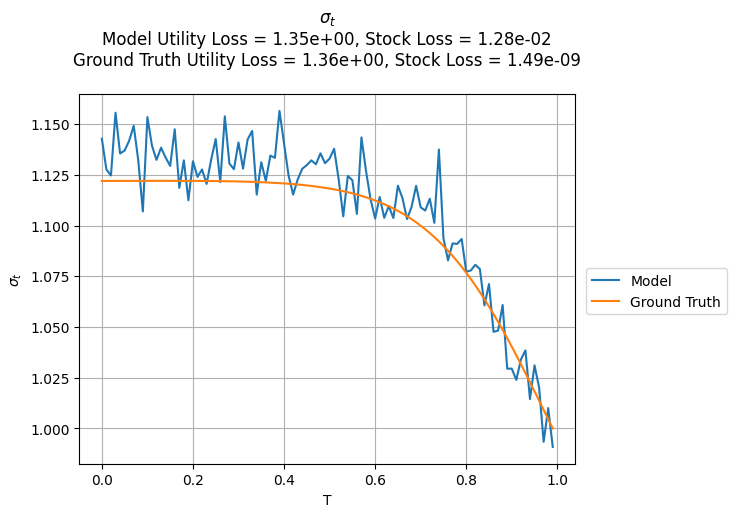 σ_t
Model Utility Loss = 1.35e+00, Stock Loss = 1.28e-02
Ground Truth Utility Loss = 1.36e+00, Stock Loss = 1.49e-09
1.150
1.125
1.100
1.075
1.050
1.025
1.000
σ_t
0.0 0.2 0.4 0.6 0.8 1.0
T
Model
Ground Truth